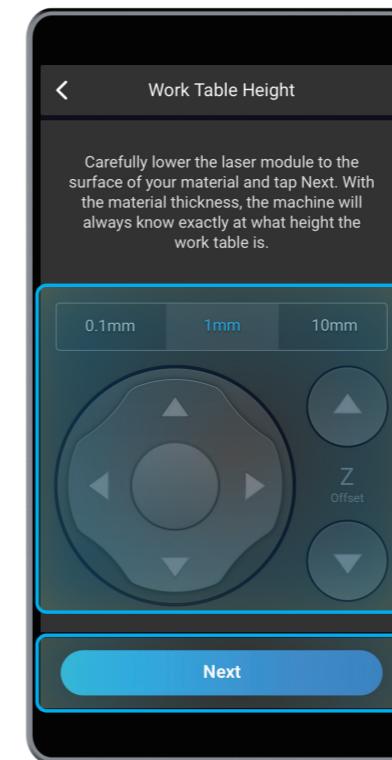 Work Table Height
Carefully lower the laser module to the
surface of your material and tap Next. With
the material thickness, the machine will
always know exactly at what height the
work table is.
0.1mm 1mm 10mm
Z
Offset
Next